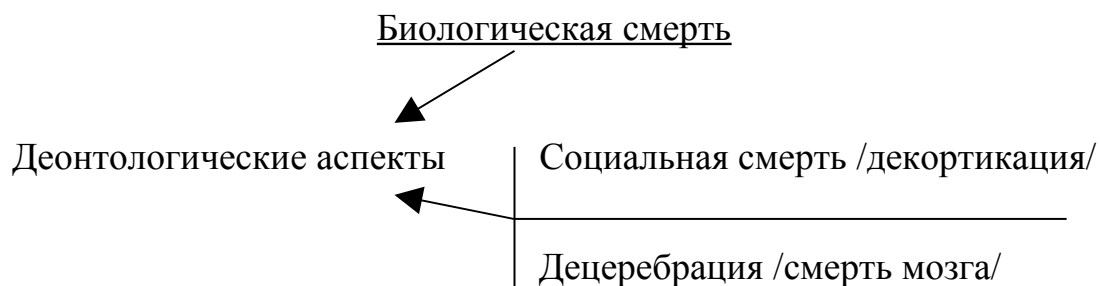 Биологическая смерть
Деонтологические аспекты
Социальная смерть /декортикация/
Децеребрация /смерть мозга/